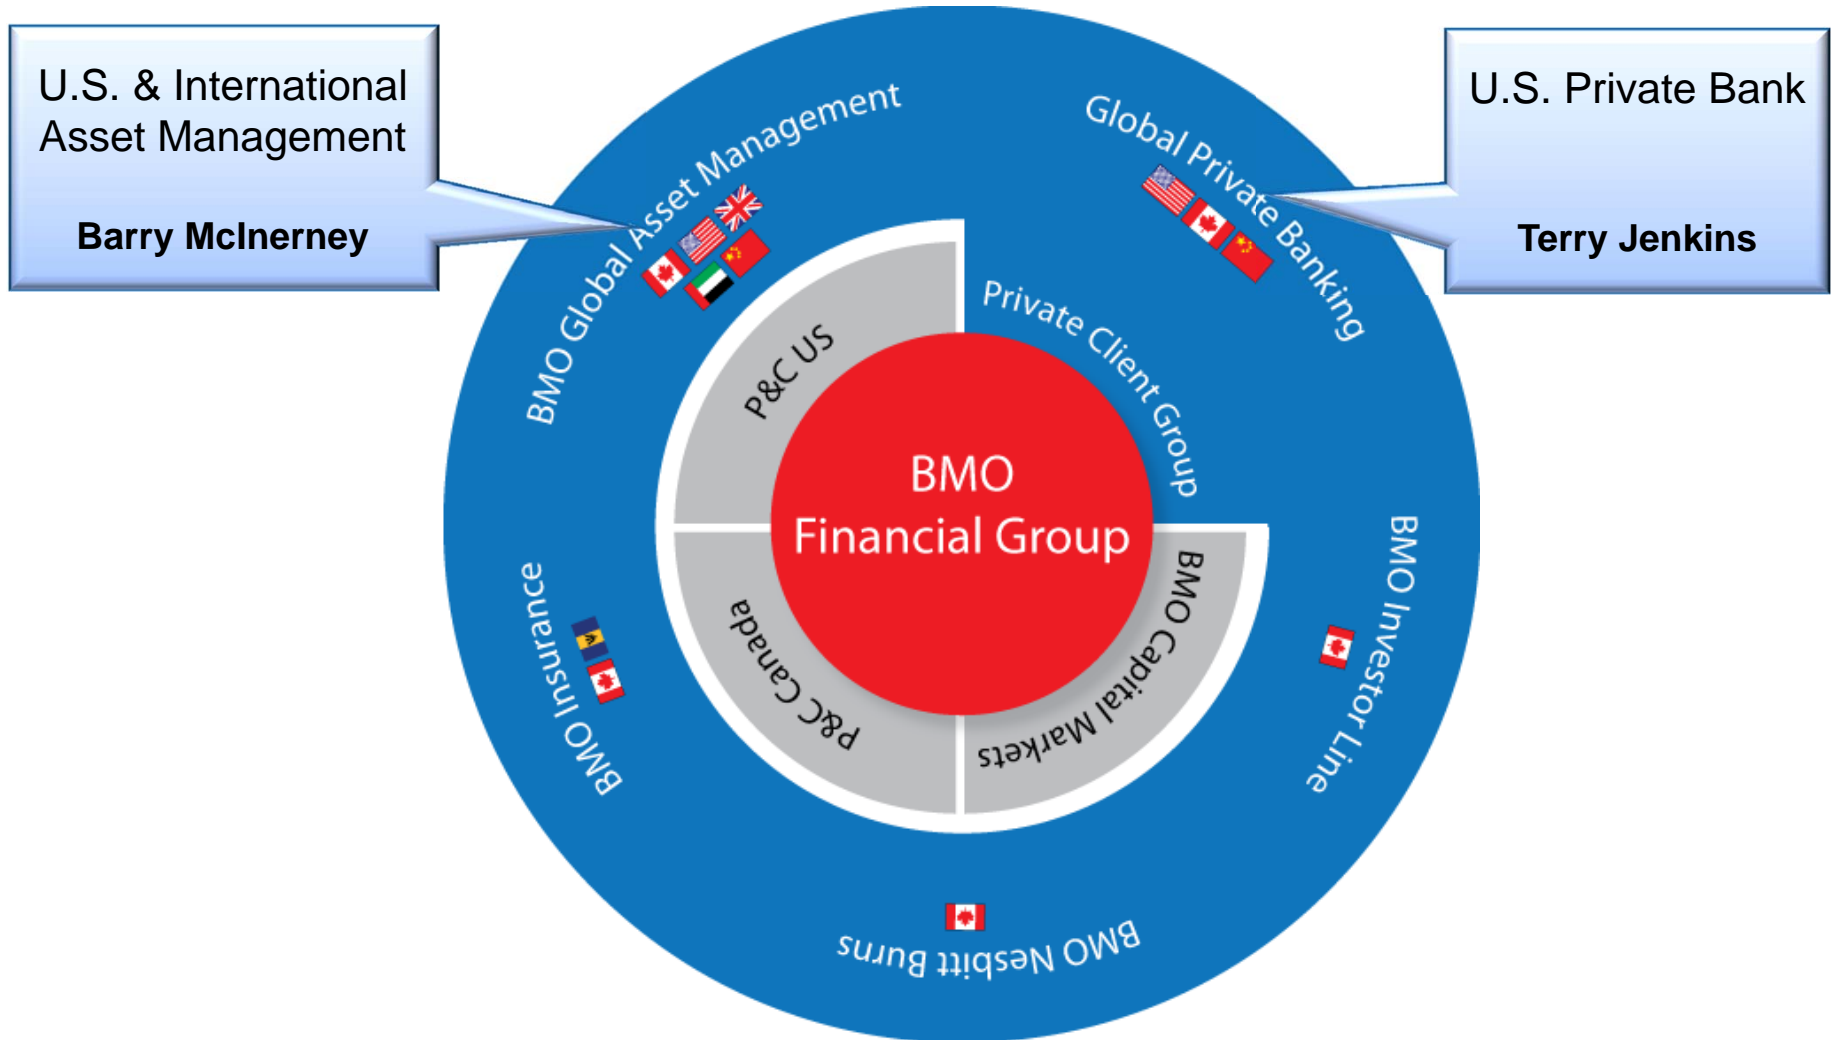 U.S. & International
Asset Management
Barry McInerney
U.S. Private Bank
Terry Jenkins
BMO Global Asset Management
Global Private Banking
Private Client Group
P&C US
BMO
Financial Group
BMO Investor Line
BMO Insurance
P&C Canada
BMO Capital Markets
BMO Nesbitt Burns